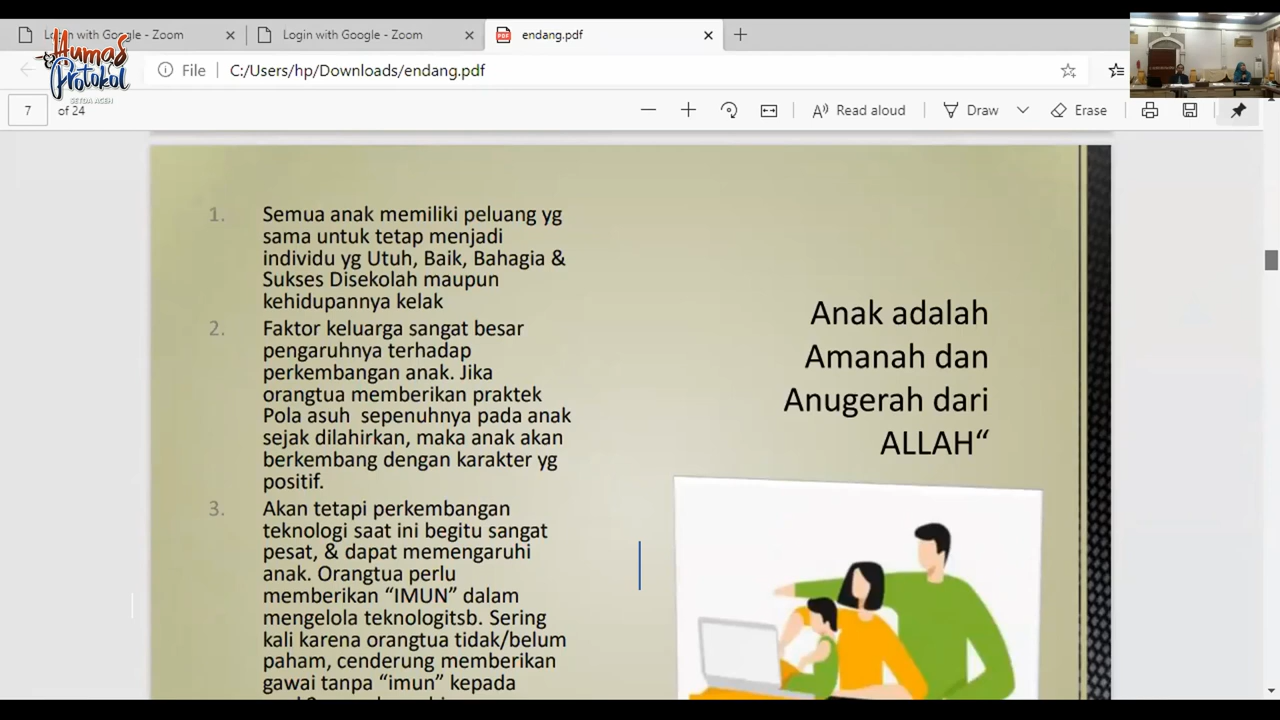 Login with Google - Zoom
Login with Google - Zoom
endang.pdf
Humas
Protokol
SETDA ACEH
File
C:/Users/hp/Downloads/endang.pdf
7
of 24
Read aloud
Draw
Erase
1. Semua anak memiliki peluang yg
sama untuk tetap menjadi
individu yg Utuh, Baik, Bahagia &
Sukses Disekolah maupun
kehidupannya kelak
2. Faktor keluarga sangat besar
pengaruhnya terhadap
perkembangan anak. Jika
orangtua memberikan praktek
Pola asuh sepenuhnya pada anak
sejak dilahirkan, maka anak akan
berkembang dengan karakter yg
positif.
3. Akan tetapi perkembangan
teknologi saat ini begitu sangat
pesat, & dapat memengaruhi
anak. Orangtua perlu
memberikan “IMUN” dalam
mengelola teknologitsb. Sering
kali karena orangtua tidak/belum
paham, cenderung memberikan
gawai tanpa “imun” kepada
Anak adalah
Amanah dan
Anugerah dari
ALLAH“